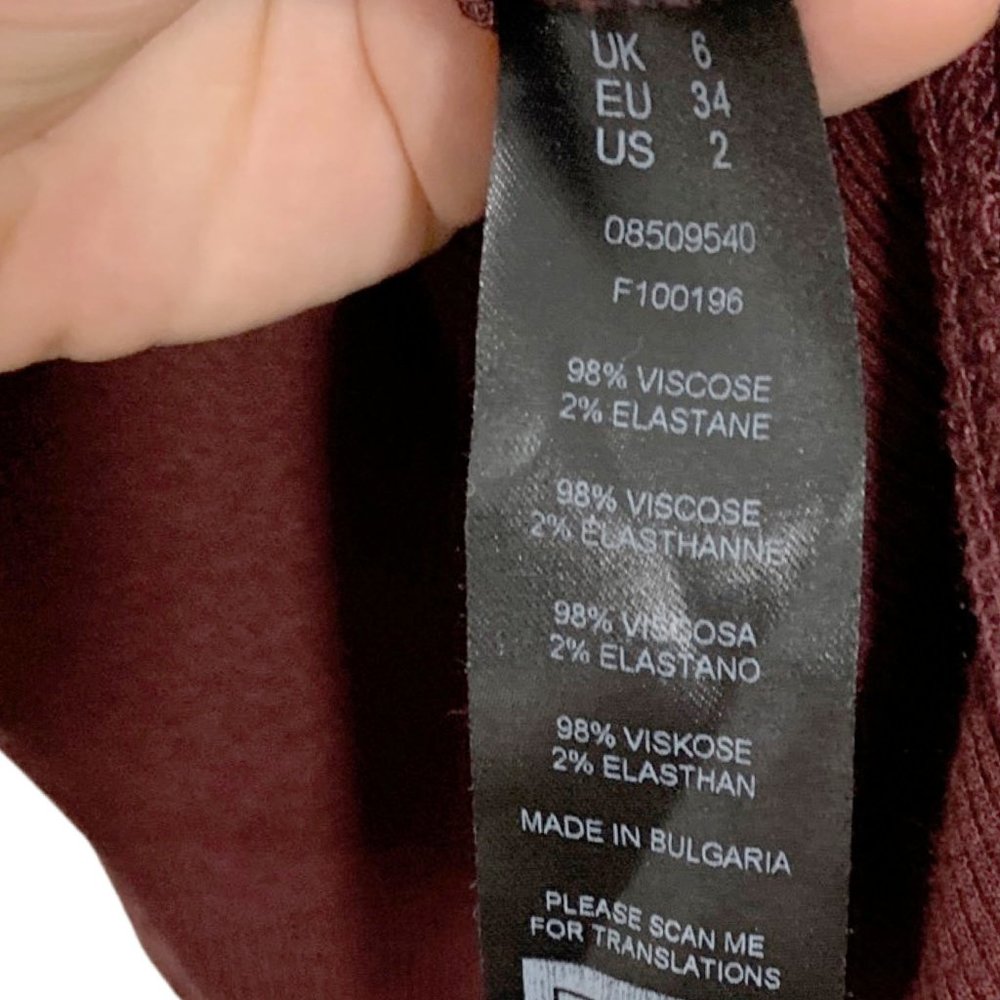 UK 6
EU 34
US 2
08509540
F100196
98% VISCOSE
2% ELASTANE
98% VISCOSE
2% ELASTHANNE
98% VISCOSA
2% ELASTANO
98% VISKOSE
2% ELASTHAN
MADE IN BULGARIA
PLEASE SCAN ME
FOR TRANSLATIONS